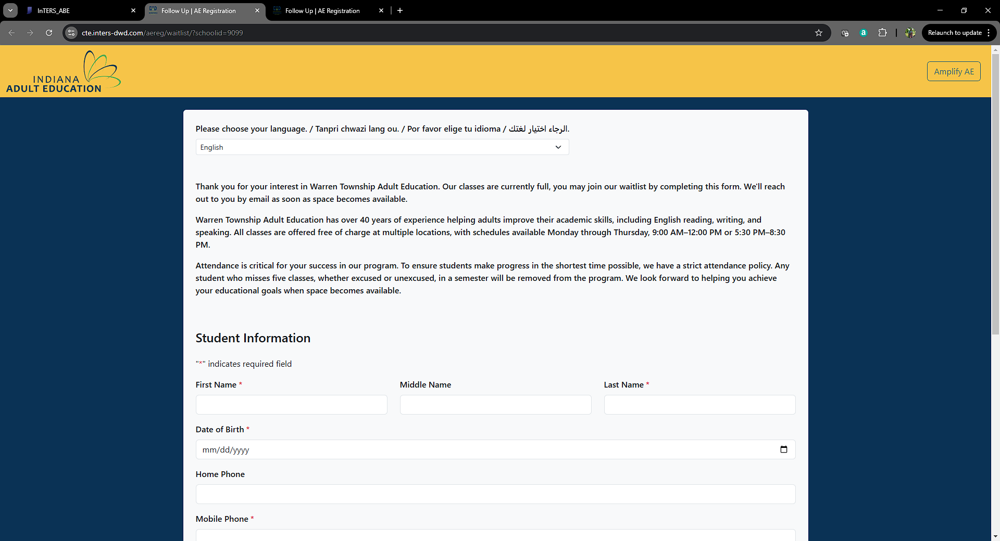 InTERS_ABE
Follow Up | AE Registration
Follow Up | AE Registration
cte.inters-dwd.com/aereg/waitlist/?schoolid=9099
Relaunch to update
INDIANA
ADULT EDUCATION
Amplify AE
Please choose your language. / Tanpri chwazi lang ou. / Por favor elige tu idioma / الرجاء اختيار لغتك.
English
Thank you for your interest in Warren Township Adult Education. Our classes are currently full, you may join our waitlist by completing this form. We'll reach
out to you by email as soon as space becomes available.
Warren Township Adult Education has over 40 years of experience helping adults improve their academic skills, including English reading, writing, and
speaking. All classes are offered free of charge at multiple locations, with schedules available Monday through Thursday, 9:00 AM–12:00 PM or 5:30 PM–8:30
PM.
Attendance is critical for your success in our program. To ensure students make progress in the shortest time possible, we have a strict attendance policy. Any
student who misses five classes, whether excused or unexcused, in a semester will be removed from the program. We look forward to helping you achieve
your educational goals when space becomes available.
Student Information
"*" indicates required field
First Name *
Middle Name
Last Name *
Date of Birth *
mm/dd/yyyy
Home Phone
Mobile Phone *